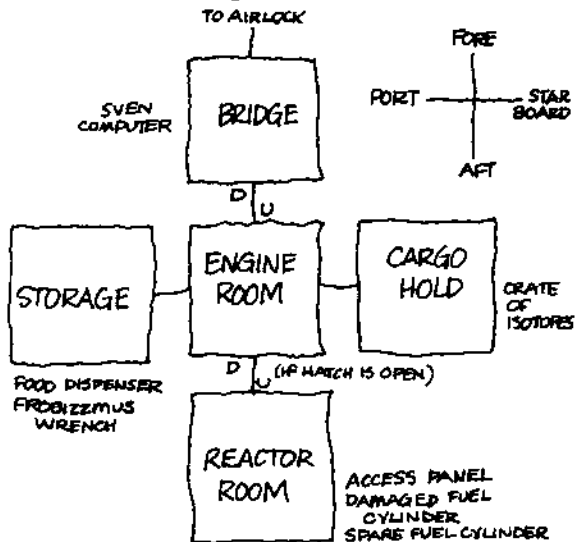 TO AIRLOCK
FORE
PORT
STAR
BOARD
AFT
SVEN
COMPUTER
BRIDGE
D
U
STORAGE
ENGINE
ROOM
CARGO
HOLD
CRATE
OF
ISOTOPES
FOOD DISPENSER
FROBIZZMUS
WRENCH
D
U
(IF HATCH IS OPEN)
REACTOR
ROOM
ACCESS PANEL
DAMAGED FUEL
CYLINDER
SPARE FUEL CYLINDER